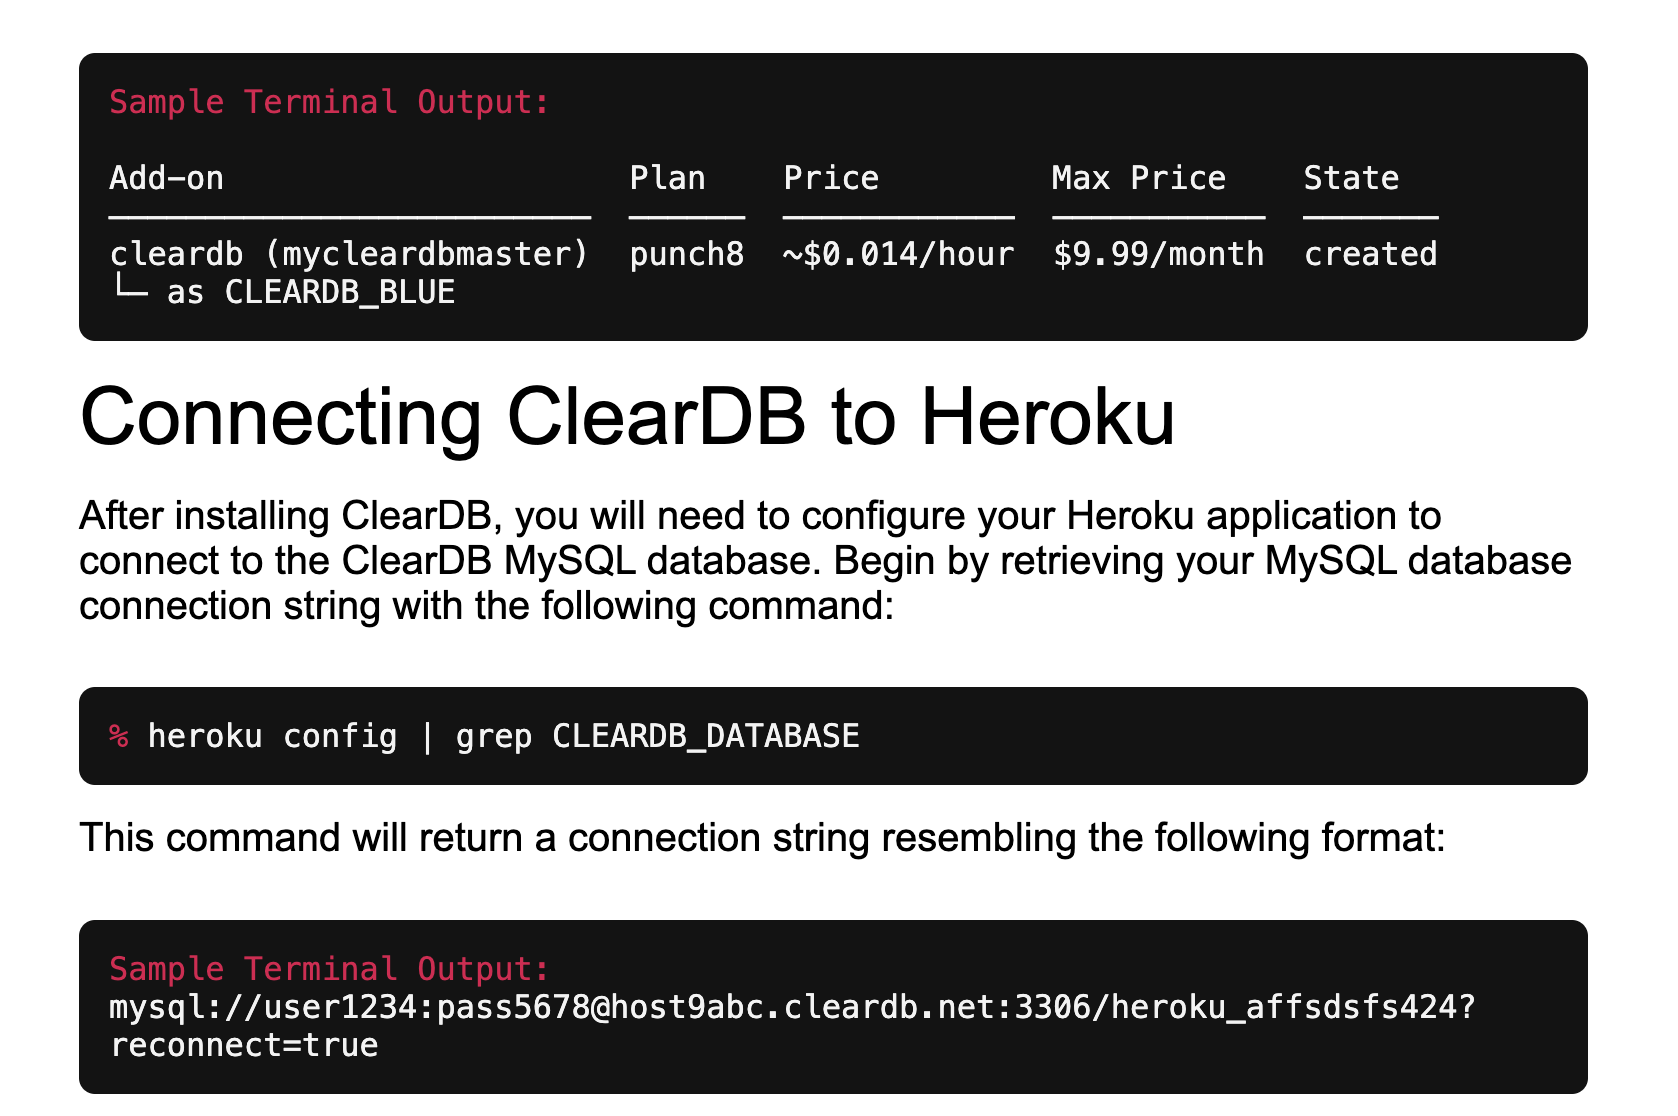 Sample Terminal Output:
Add-on Plan Price Max Price State
───────────────────────── ────── ──────────── ─────────── ───────
cleardb (mycleardbmaster) punch8 ~$0.014/hour $9.99/month created
└─ as CLEARDB_BLUE
Connecting ClearDB to Heroku
After installing ClearDB, you will need to configure your Heroku application to
connect to the ClearDB MySQL database. Begin by retrieving your MySQL database
connection string with the following command:
% heroku config | grep CLEARDB_DATABASE
This command will return a connection string resembling the following format:
Sample Terminal Output:
mysql://user1234:pass5678@host9abc.cleardb.net:3306/heroku_affsdsfs424?
reconnect=true